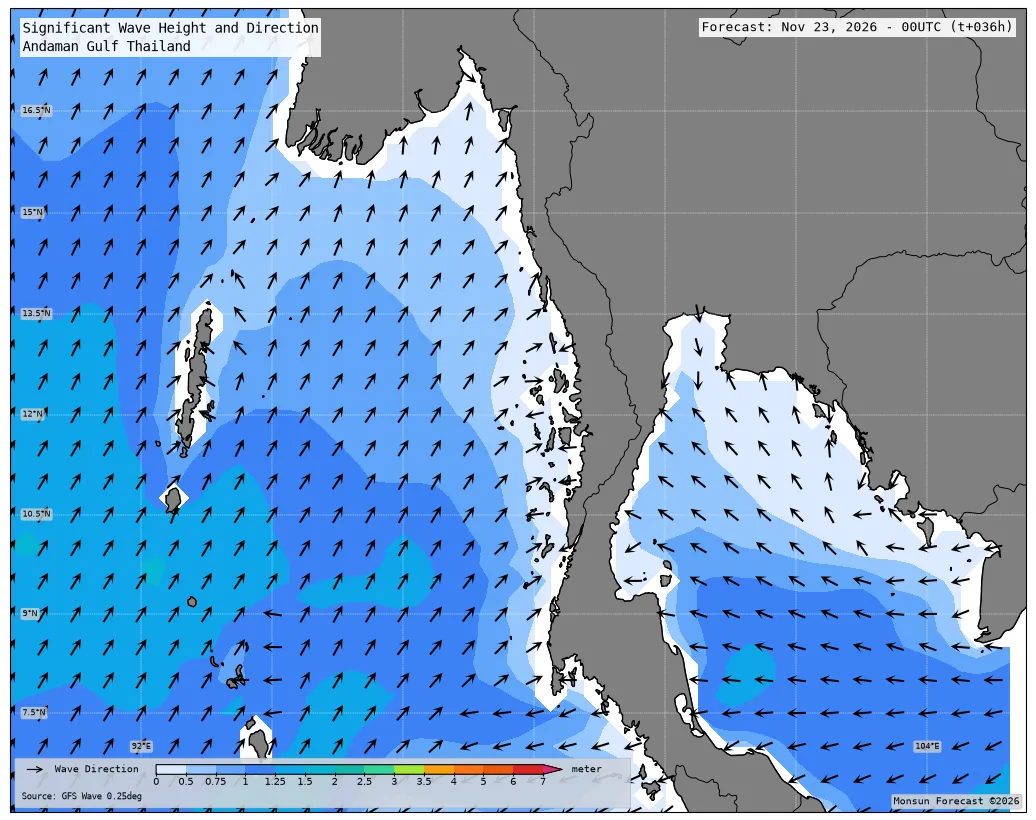 Significant Wave Height and Direction
Andaman Gulf Thailand
Forecast: Nov 23, 2026 - 00UTC (t+036h)
16.5°N
15°N
13.5°N
12°N
10.5°N
9°N
7.5°N
92°E
104°E
Wave Direction
meter
0.5 0.75 1 1.25 1.5 2 2.5 3 3.5 4 5 6 7
Source: GFS Wave 0.25deg
Monsun Forecast ©2026